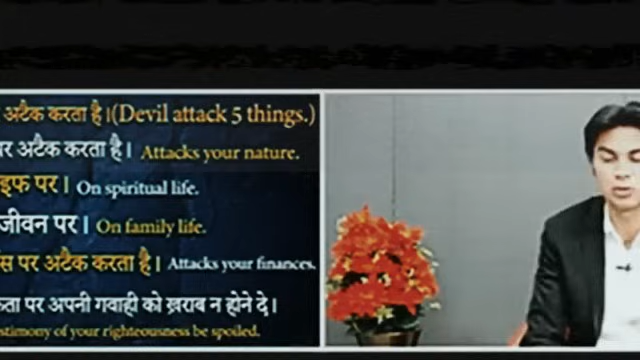 अटैक करता है।(Devil attack 5 things.)
पर अटैक करता है। Attacks your nature.
इफ पर। On spiritual life.
जीवन पर। On family life.
ंस पर अटैक करता है। Attacks your finances.
पर अपनी गवाही को ख़राब न होने दे।
stimony of your righteousness be spoiled.